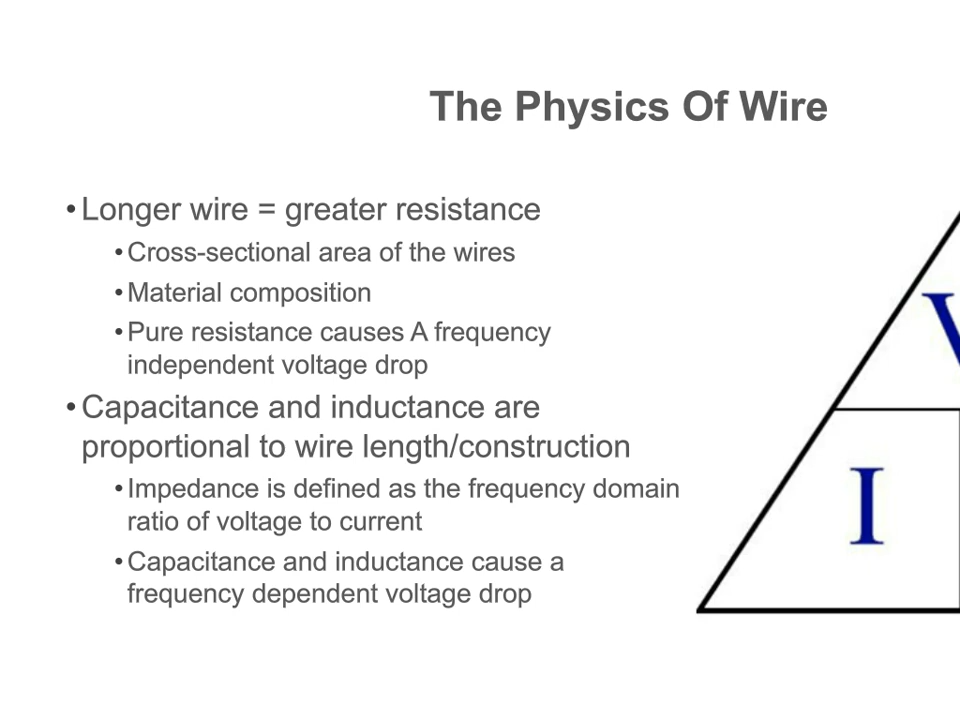 The Physics Of Wire
• Longer wire = greater resistance
• Cross-sectional area of the wires
• Material composition
• Pure resistance causes A frequency
independent voltage drop
• Capacitance and inductance are
proportional to wire length/construction
• Impedance is defined as the frequency domain
ratio of voltage to current
• Capacitance and inductance cause a
frequency dependent voltage drop
I